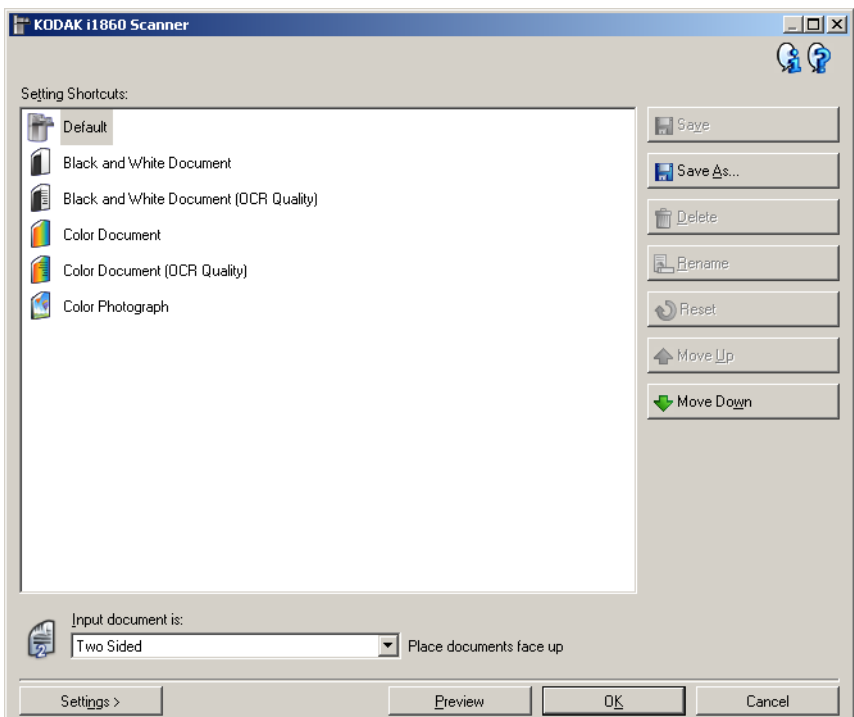 KODAK i1860 Scanner
Setting Shortcuts:
Default
Black and White Document
Black and White Document (OCR Quality)
Color Document
Color Document (OCR Quality)
Color Photograph
Save
Save As...
Delete
Rename
Reset
Move Up
Move Down
Input document is:
Two Sided
Place documents face up
Settings >
Preview
OK
Cancel